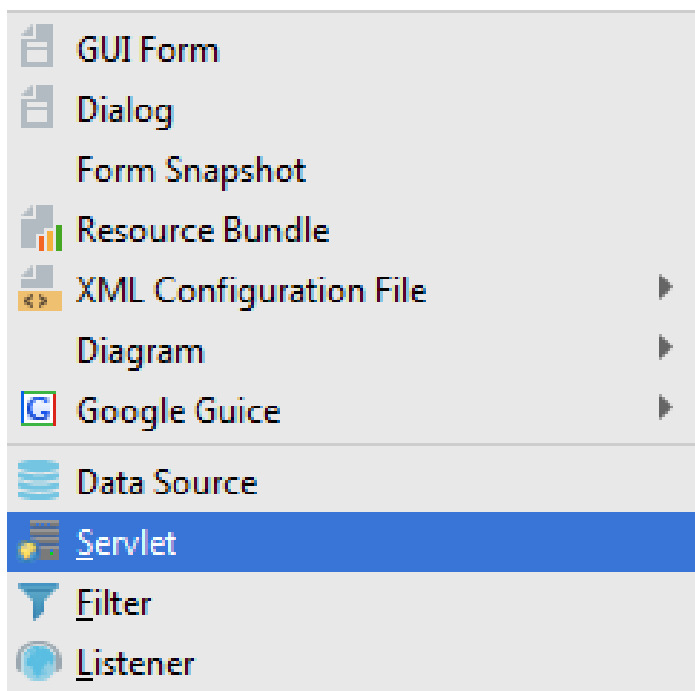 GUI Form
Dialog
Form Snapshot
Resource Bundle
XML Configuration File
Diagram
G Google Guice
Data Source
Servlet
Filter
Listener